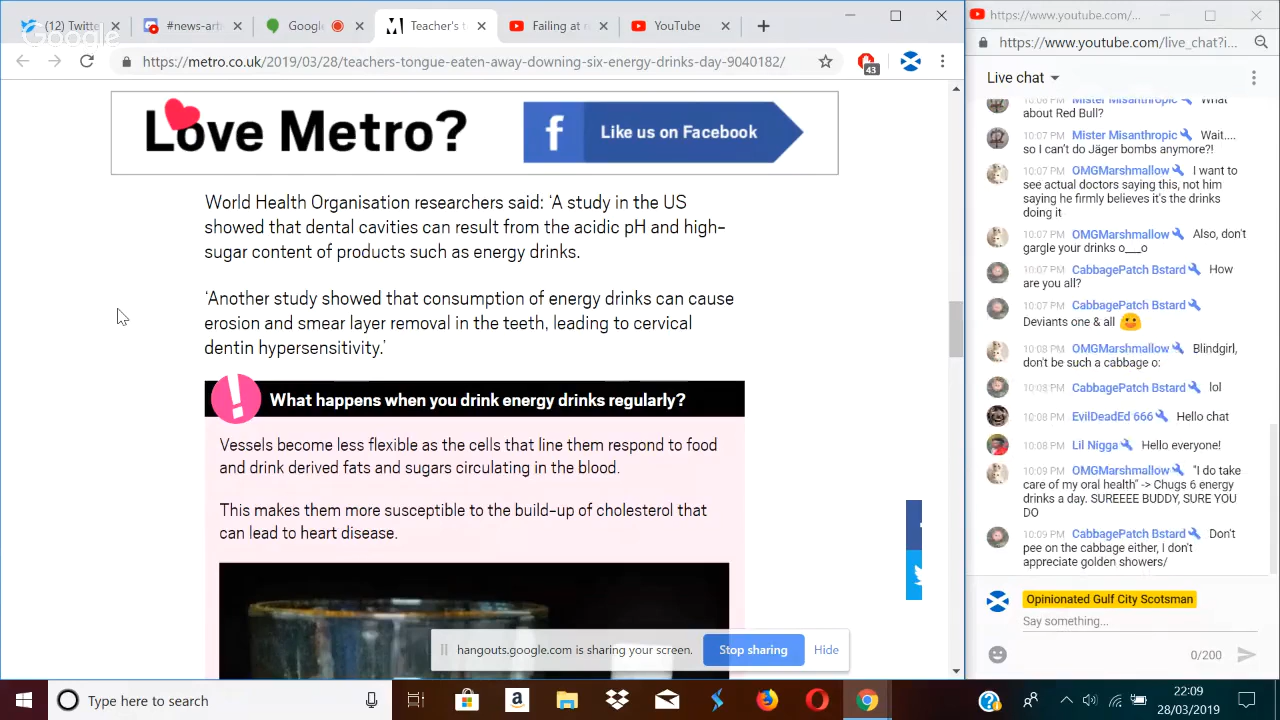 (12) Twitt
#news-arti
Google
Teacher's t
Failing at r
YouTube
https://metro.co.uk/2019/03/28/teachers-tongue-eaten-away-downing-six-energy-drinks-day-9040182/
43
Love Metro?
f Like us on Facebook
World Health Organisation researchers said: ‘A study in the US
showed that dental cavities can result from the acidic pH and high-
sugar content of products such as energy drinks.
‘Another study showed that consumption of energy drinks can cause
erosion and smear layer removal in the teeth, leading to cervical
dentin hypersensitivity.’
! What happens when you drink energy drinks regularly?
Vessels become less flexible as the cells that line them respond to food
and drink derived fats and sugars circulating in the blood.
This makes them more susceptible to the build-up of cholesterol that
can lead to heart disease.
hangouts.google.com is sharing your screen. Stop sharing Hide
https://www.youtube.com/...
https://www.youtube.com/live_chat?i
Live chat
10:06 PM Mister Misanthropic What
about Red Bull?
10:07 PM Mister Misanthropic Wait....
so I can't do Jäger bombs anymore?!
10:07 PM OMGMarshmallow I want to
see actual doctors saying this, not him
saying he firmly believes it's the drinks
doing it
10:07 PM OMGMarshmallow Also, don't
gargle your drinks o___o
10:07 PM CabbagePatch Bstard How
are you all?
10:07 PM CabbagePatch Bstard
Deviants one & all
10:08 PM OMGMarshmallow Blindgirl,
don't be such a cabbage o:
10:08 PM CabbagePatch Bstard lol
10:08 PM EvilDeadEd 666 Hello chat
10:08 PM Lil Nigga Hello everyone!
10:09 PM OMGMarshmallow "I do take
care of my oral health" -> Chugs 6 energy
drinks a day. SUREEEE BUDDY, SURE YOU
DO
10:09 PM CabbagePatch Bstard Don't
pee on the cabbage either, I don't
appreciate golden showers/
Opinionated Gulf City Scotsman
Say something...
0/200
Type here to search
22:09
28/03/2019